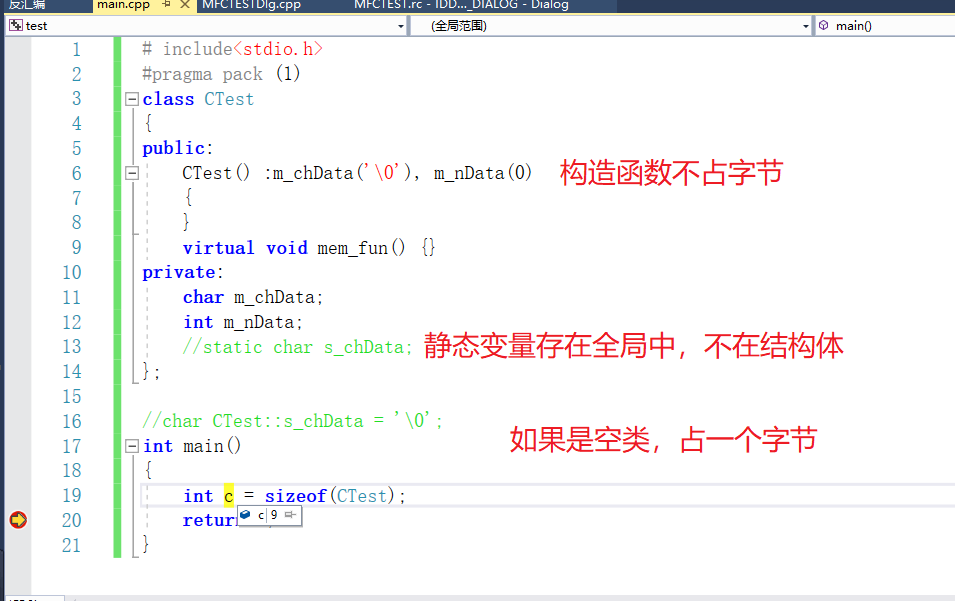 反汇编 main.cpp MFCTESTDlg.cpp MFCTEST.rc - IDD..._DIALOG - Dialog
test (全局范围) main()
1 # include<stdio.h>
2 #pragma pack (1)
3 class CTest
4 {
5 public:
6 CTest() :m_chData('\0'), m_nData(0) 构造函数不占字节
7 {
8 }
9 virtual void mem_fun() {}
10 private:
11 char m_chData;
12 int m_nData;
13 //static char s_chData; 静态变量存在全局中，不在结构体
14 };
15
16 //char CTest::s_chData = '\0';
如果是空类，占一个字节
17 int main()
18 {
19 int c = sizeof(CTest);
20 retur
c 9
21 }